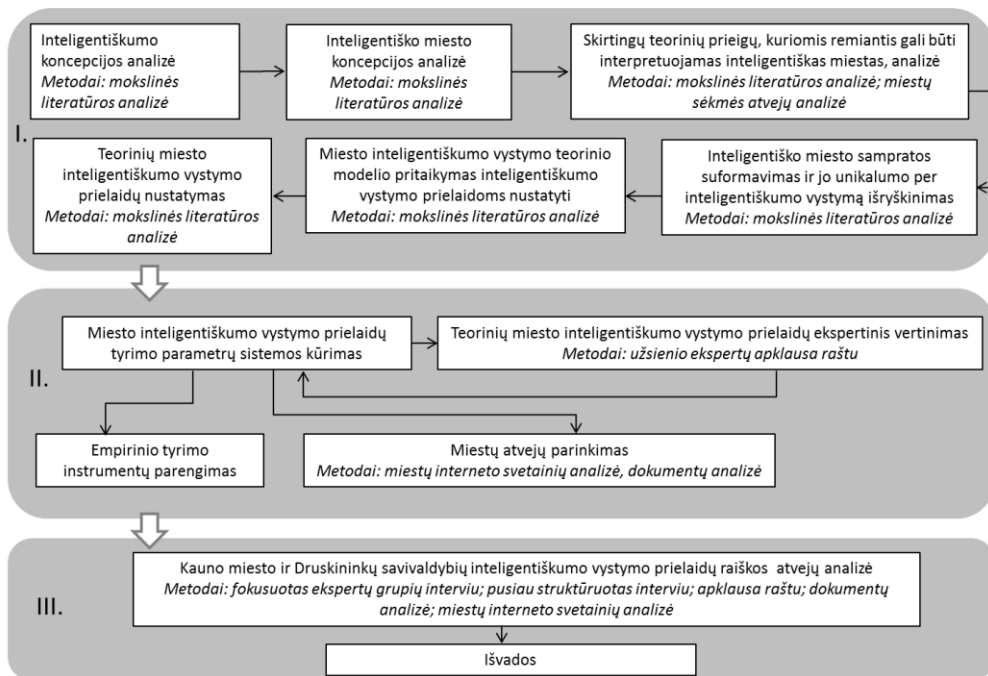 Inteligentiškumo
koncepcijos analizė
Metodai: mokslinės
literatūros analizė
Inteligentiško miesto
koncepcijos analizė
Metodai: mokslinės
literatūros analizė
Skirtingų teorinių prieigų, kuriomis remiantis gali būti
interpretuojamas inteligentiškas miestas, analizė
Metodai: mokslinės literatūros analizė; miestų
sėkmės atvejų analizė
I.
Inteligentiško miesto sampratos
suformavimas ir jo unikalumo per
inteligentiškumo vystymą išryškinimas
Metodai: mokslinės literatūros analizė
Miesto inteligentiškumo vystymo teorinio
modelio pritaikymas inteligentiškumo
vystymo prielaidoms nustatyti
Metodai: mokslinės literatūros analizė
Teorinių miesto
inteligentiškumo vystymo
prielaidų nustatymas
Metodai: mokslinės literatūros
analizė
Miesto inteligentiškumo vystymo prielaidų
tyrimo parametrų sistemos kūrimas
Teorinių miesto inteligentiškumo vystymo prielaidų ekspertinis vertinimas
Metodai: užsienio ekspertų apklausa raštu
II.
Empirinio tyrimo
instrumentų parengimas
Miestų atvejų parinkimas
Metodai: miestų interneto svetainių analizė, dokumentų analizė
Kauno miesto ir Druskininkų savivaldybių inteligentiškumo vystymo prielaidų raiškos atvejų analizė
Metodai: fokusuotas ekspertų grupių interviu; pusiau struktūruotas interviu; apklausa raštu; dokumentų
analizė; miestų interneto svetainių analizė
III.
Išvados